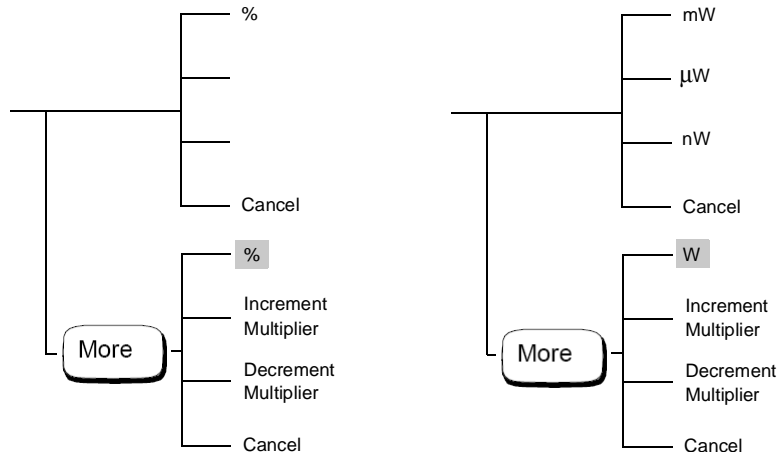 %
Cancel
%
Increment
Multiplier
More
Decrement
Multiplier
Cancel
mW
μW
nW
Cancel
W
Increment
Multiplier
More
Decrement
Multiplier
Cancel